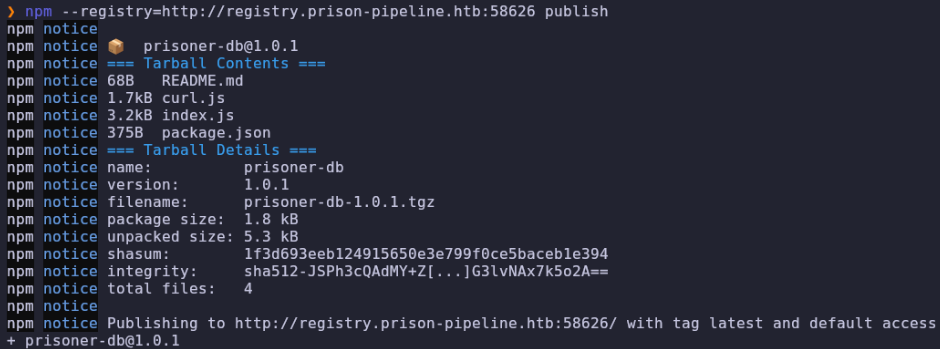 ❯ npm --registry=http://registry.prison-pipeline.htb:58626 publish
npm notice
npm notice 📦  prisoner-db@1.0.1
npm notice === Tarball Contents ===
npm notice 68B   README.md
npm notice 1.7kB curl.js
npm notice 3.2kB index.js
npm notice 375B  package.json
npm notice === Tarball Details ===
npm notice name:          prisoner-db
npm notice version:       1.0.1
npm notice filename:      prisoner-db-1.0.1.tgz
npm notice package size:  1.8 kB
npm notice unpacked size: 5.3 kB
npm notice shasum:        1f3d693eeb124915650e3e799f0ce5baceb1e394
npm notice integrity:     sha512-JSPh3cQAdMY+Z[...]G3lvNAx7k5o2A==
npm notice total files:   4
npm notice
npm notice Publishing to http://registry.prison-pipeline.htb:58626/ with tag latest and default access
+ prisoner-db@1.0.1